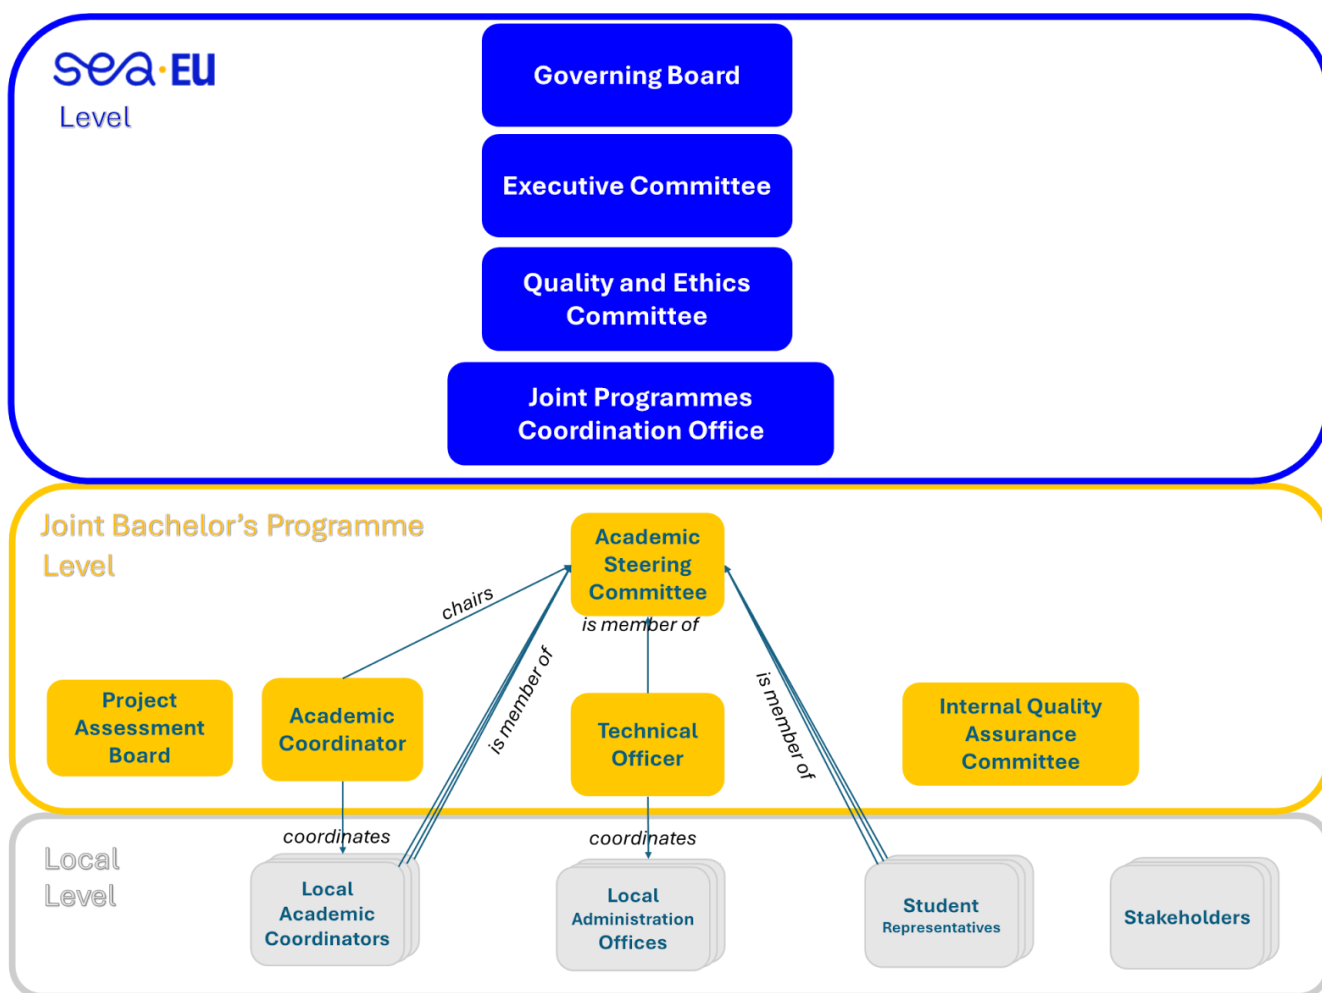 sea·EU
Level
Governing Board
Executive Committee
Quality and Ethics
Committee
Joint Programmes
Coordination Office
Joint Bachelor’s Programme
Level
Academic
Steering
Committee
chairs
is member of
is member of
is member of
Project
Assessment
Board
Academic
Coordinator
Technical
Officer
Internal Quality
Assurance
Committee
coordinates
coordinates
Local
Level
Local
Academic
Coordinators
Local
Administration
Offices
Student
Representatives
Stakeholders